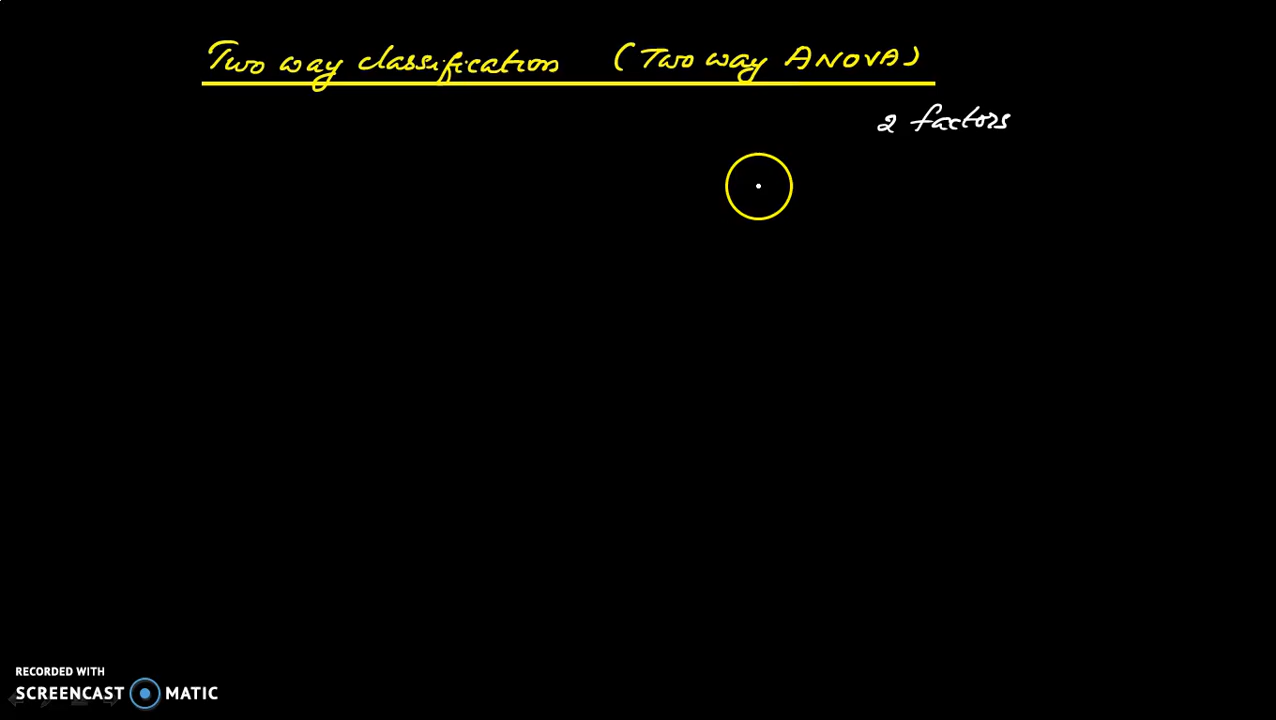 Two way classification (Two way ANOVA)
2 factors
RECORDED WITH
SCREENCAST MATIC